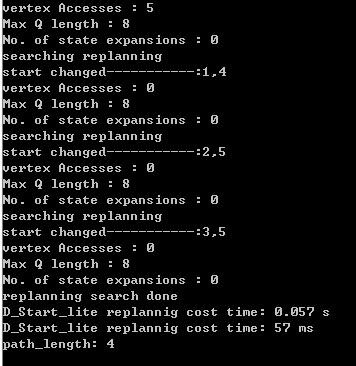 vertex Accesses : 5
Max Q length : 8
No. of state expansions : 0
searching replanning
start changed-----------:1,4
vertex Accesses : 0
Max Q length : 8
No. of state expansions : 0
searching replanning
start changed-----------:2,5
vertex Accesses : 0
Max Q length : 8
No. of state expansions : 0
searching replanning
start changed-----------:3,5
vertex Accesses : 0
Max Q length : 8
No. of state expansions : 0
replanning search done
D_Start_lite replannig cost time: 0.057 s
D_Start_lite replannig cost time: 57 ms
path_length: 4